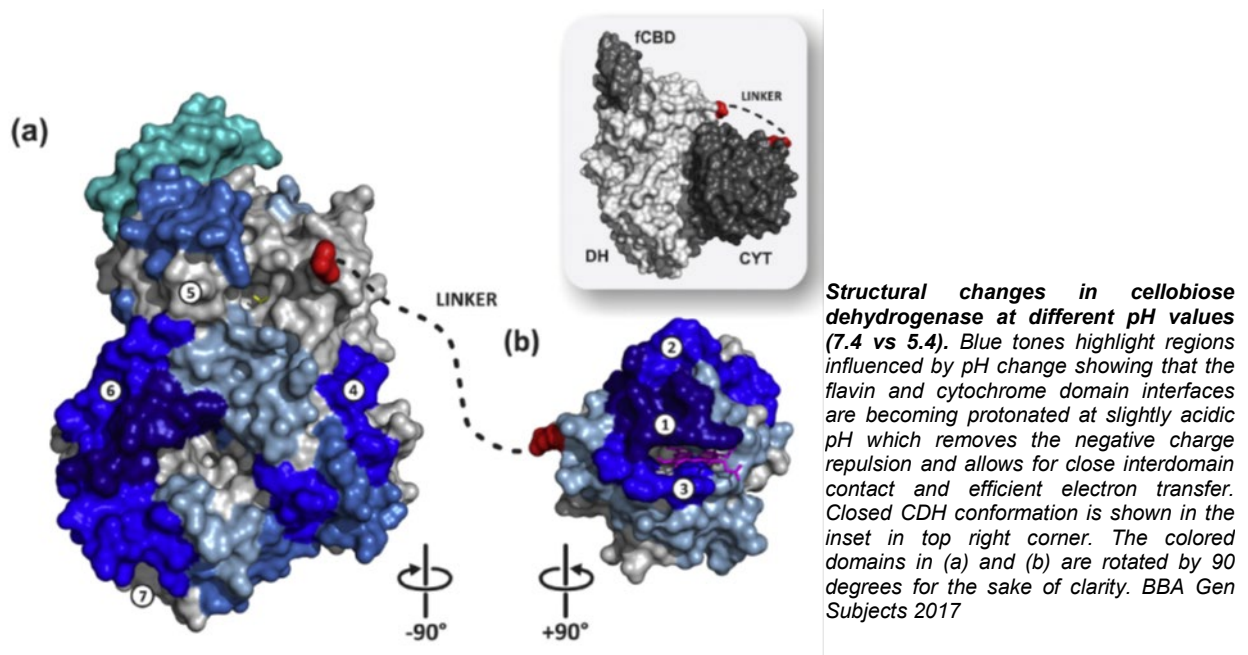 (a)
fCBD
LINKER
DH
CYT
5
LINKER
(b)
6
4
2
1
3
7
-90°
+90°
Structural changes in cellobiose
dehydrogenase at different pH values
(7.4 vs 5.4). Blue tones highlight regions
influenced by pH change showing that the
flavin and cytochrome domain interfaces
are becoming protonated at slightly acidic
pH which removes the negative charge
repulsion and allows for close interdomain
contact and efficient electron transfer.
Closed CDH conformation is shown in the
inset in top right corner. The colored
domains in (a) and (b) are rotated by 90
degrees for the sake of clarity. BBA Gen
Subjects 2017